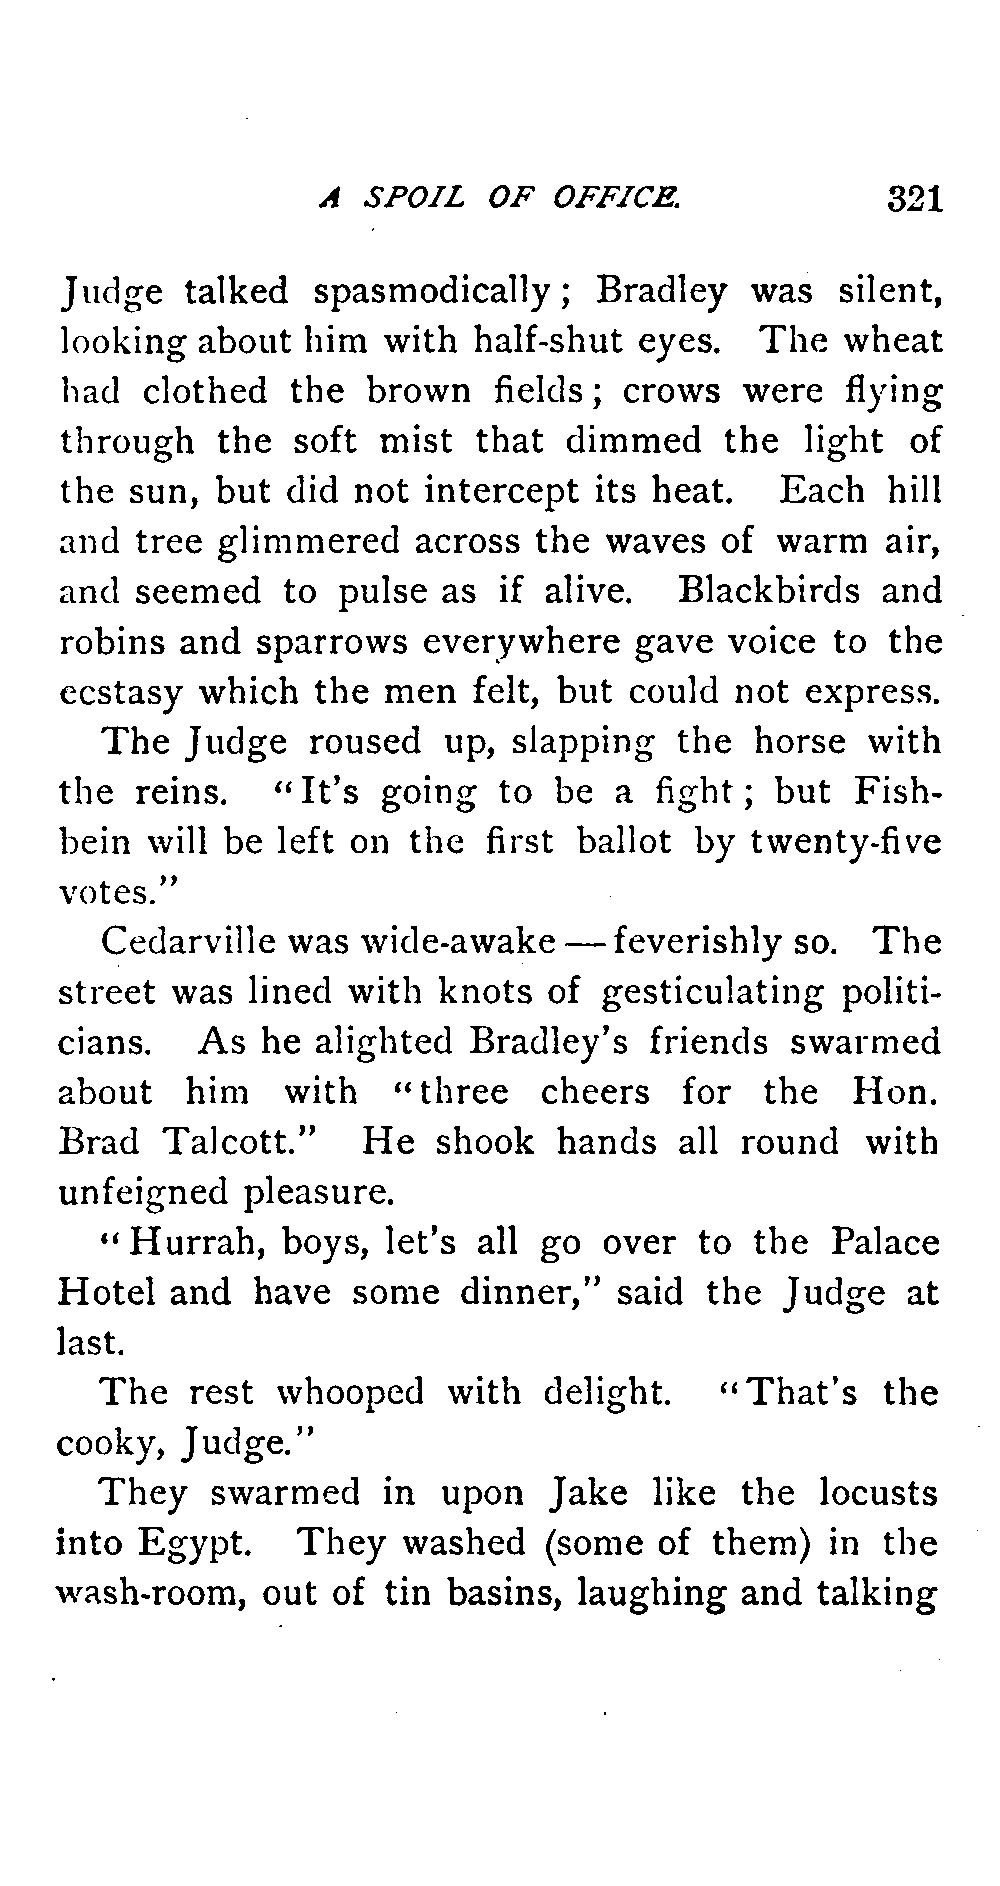 A SPOIL OF OFFICE. 321
Judge talked spasmodically; Bradley was silent,
looking about him with half-shut eyes. The wheat
had clothed the brown fields; crows were flying
through the soft mist that dimmed the light of
the sun, but did not intercept its heat. Each hill
and tree glimmered across the waves of warm air,
and seemed to pulse as if alive. Blackbirds and
robins and sparrows everywhere gave voice to the
ecstasy which the men felt, but could not express.
The Judge roused up, slapping the horse with
the reins. "It's going to be a fight; but Fish-
bein will be left on the first ballot by twenty-five
votes."
Cedarville was wide-awake — feverishly so. The
street was lined with knots of gesticulating politi-
cians. As he alighted Bradley's friends swarmed
about him with "three cheers for the Hon.
Brad Talcott." He shook hands all round with
unfeigned pleasure.
"Hurrah, boys, let's all go over to the Palace
Hotel and have some dinner," said the Judge at
last.
The rest whooped with delight. "That's the
cooky, Judge."
They swarmed in upon Jake like the locusts
into Egypt. They washed (some of them) in the
wash-room, out of tin basins, laughing and talking